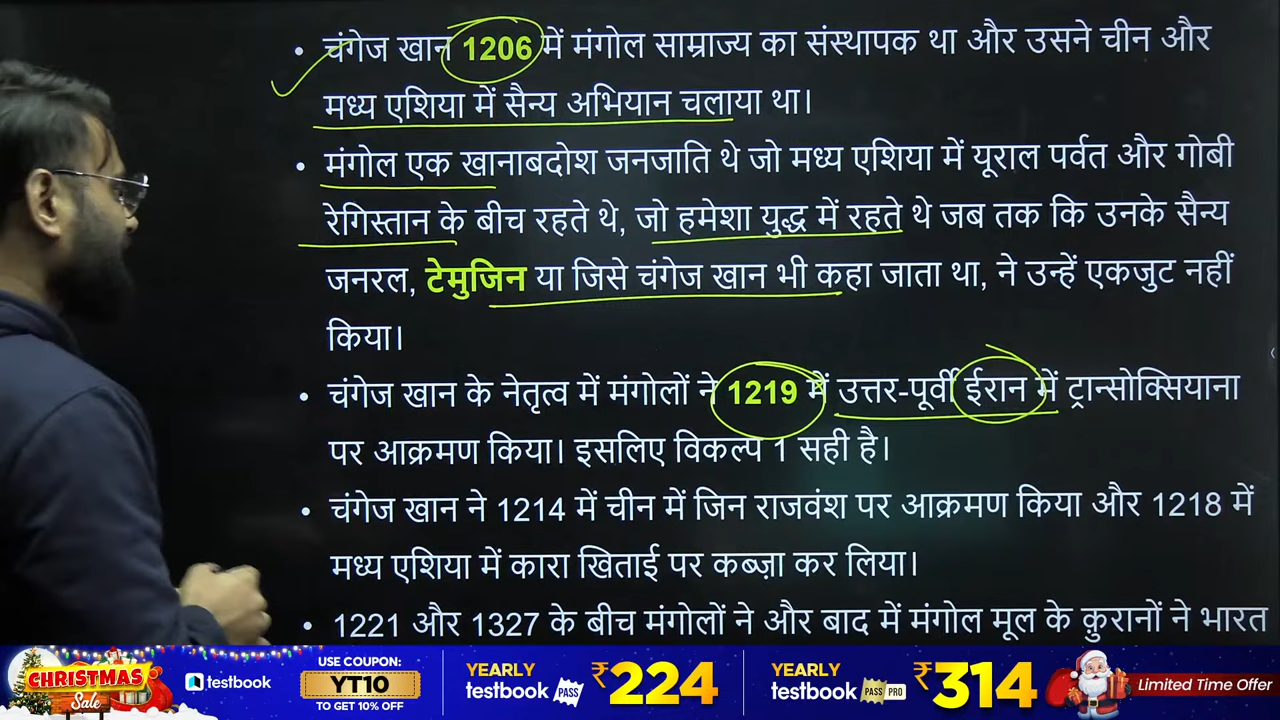 • चंगेज खान 1206 में मंगोल साम्राज्य का संस्थापक था और उसने चीन और
मध्य एशिया में सैन्य अभियान चलाया था।
• मंगोल एक खानाबदोश जनजाति थे जो मध्य एशिया में यूराल पर्वत और गोबी
रेगिस्तान के बीच रहते थे, जो हमेशा युद्ध में रहते थे जब तक कि उनके सैन्य
जनरल, टेमुजिन या जिसे चंगेज खान भी कहा जाता था, ने उन्हें एकजुट नहीं
किया।
• चंगेज खान के नेतृत्व में मंगोलों ने 1219 में उत्तर-पूर्वी ईरान में ट्रान्सोक्सियाना
पर आक्रमण किया। इसलिए विकल्प 1 सही है।
• चंगेज खान ने 1214 में चीन में जिन राजवंश पर आक्रमण किया और 1218 में
मध्य एशिया में कारा खिताई पर कब्ज़ा कर लिया।
• 1221 और 1327 के बीच मंगोलों ने और बाद में मंगोल मूल के क़ुरानों ने भारत
CHRISTMAS
Sale
testbook
USE COUPON:
YT10
TO GET 10% OFF
YEARLY
testbook PASS
₹224
YEARLY
testbook PASS PRO
₹314
Limited Time Offer